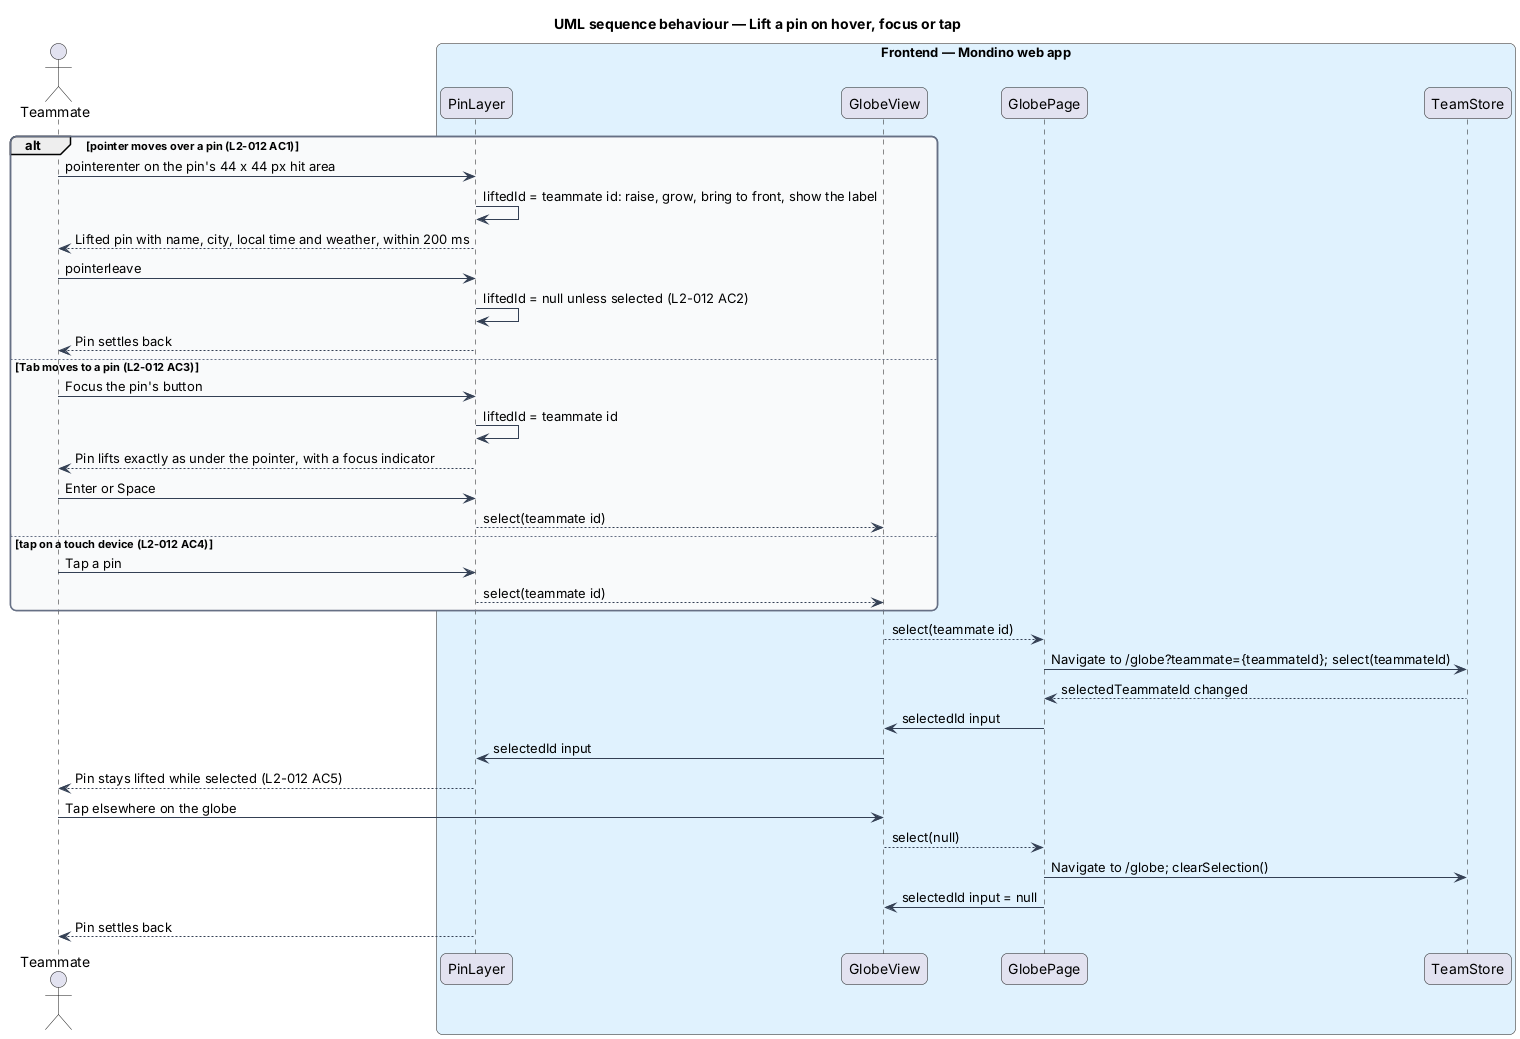 UML sequence behaviour — Lift a pin on hover, focus or tap
Frontend — Mondino web app
Teammate
PinLayer
GlobeView
GlobePage
TeamStore
alt
[pointer moves over a pin (L2-012 AC1)]
pointerenter on the pin's 44 x 44 px hit area
liftedId = teammate id: raise, grow, bring to front, show the label
Lifted pin with name, city, local time and weather, within 200 ms
pointerleave
liftedId = null unless selected (L2-012 AC2)
Pin settles back
[Tab moves to a pin (L2-012 AC3)]
Focus the pin's button
liftedId = teammate id
Pin lifts exactly as under the pointer, with a focus indicator
Enter or Space
select(teammate id)
[tap on a touch device (L2-012 AC4)]
Tap a pin
select(teammate id)
select(teammate id)
Navigate to /globe?teammate={teammateId}; select(teammateId)
selectedTeammateId changed
selectedId input
selectedId input
Pin stays lifted while selected (L2-012 AC5)
Tap elsewhere on the globe
select(null)
Navigate to /globe; clearSelection()
selectedId input = null
Pin settles back
Teammate
PinLayer
GlobeView
GlobePage
TeamStore